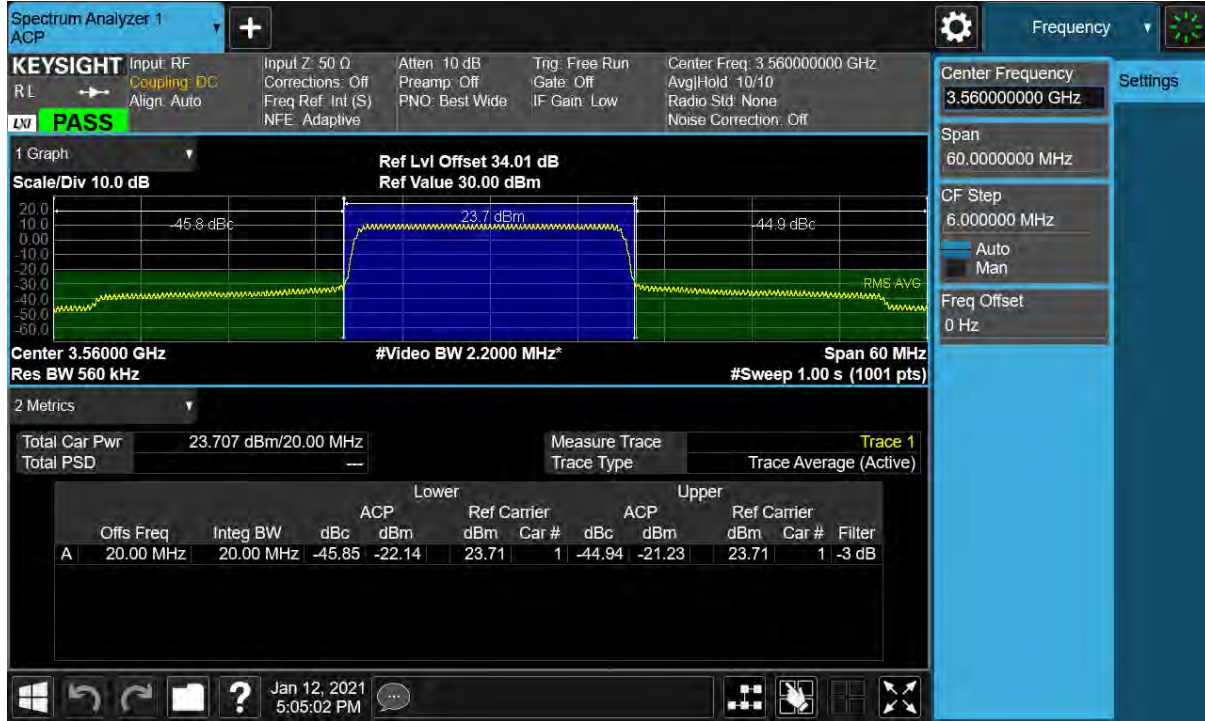 Spectrum Analyzer 1
ACP
+
Frequency
KEYSIGHT
RL
LXI
PASS
Input: RF
Coupling: DC
Align: Auto
Input Z: 50 Ω
Corrections: Off
Freq Ref: Int (S)
NFE: Adaptive
Atten: 10 dB
Preamp: Off
PNO: Best Wide
Trig: Free Run
Gate: Off
IF Gain: Low
Center Freq: 3.560000000 GHz
Avg|Hold: 10/10
Radio Std: None
Noise Correction: Off
Center Frequency
3.560000000 GHz
Settings
Span
60.0000000 MHz
CF Step
6.000000 MHz
Auto
Man
Freq Offset
0 Hz
1 Graph
Scale/Div 10.0 dB
Ref Lvl Offset 34.01 dB
Ref Value 30.00 dBm
20.0
10.0
0.00
-10.0
-20.0
-30.0
-40.0
-50.0
-60.0
-45.8 dBc
23.7 dBm
-44.9 dBc
RMS AVG
Center 3.56000 GHz
#Video BW 2.2000 MHz*
Span 60 MHz
Res BW 560 kHz
#Sweep 1.00 s (1001 pts)
2 Metrics
Total Car Pwr 23.707 dBm/20.00 MHz
Total PSD ---
Measure Trace Trace 1
Trace Type Trace Average (Active)
Lower Upper
ACP Ref Carrier ACP Ref Carrier
Offs Freq Integ BW dBc dBm dBm Car # dBc dBm dBm Car # Filter
A 20.00 MHz 20.00 MHz -45.85 -22.14 23.71 1 -44.94 -21.23 23.71 1 -3 dB
?
Jan 12, 2021
5:05:02 PM